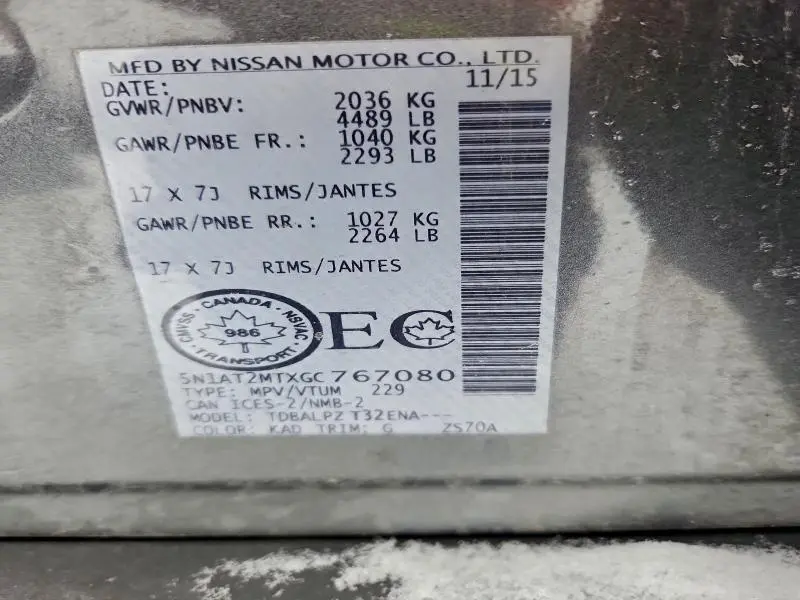 MFD BY NISSAN MOTOR CO., LTD.
DATE: 11/15
GVWR/PNBV: 2036 KG
4489 LB
GAWR/PNBE FR.: 1040 KG
2293 LB
17 X 7J RIMS/JANTES
GAWR/PNBE RR.: 1027 KG
2264 LB
17 X 7J RIMS/JANTES
CANADA
CMVSS 986 NSVAC
TRANSPORT
EC
5N1AT2MTXGC767080
TYPE: MPV/VTUM 229
CAN ICES-2/NMB-2
MODEL: TDBALPZ T32ENA---
COLOR: KAD TRIM: G ZS70A